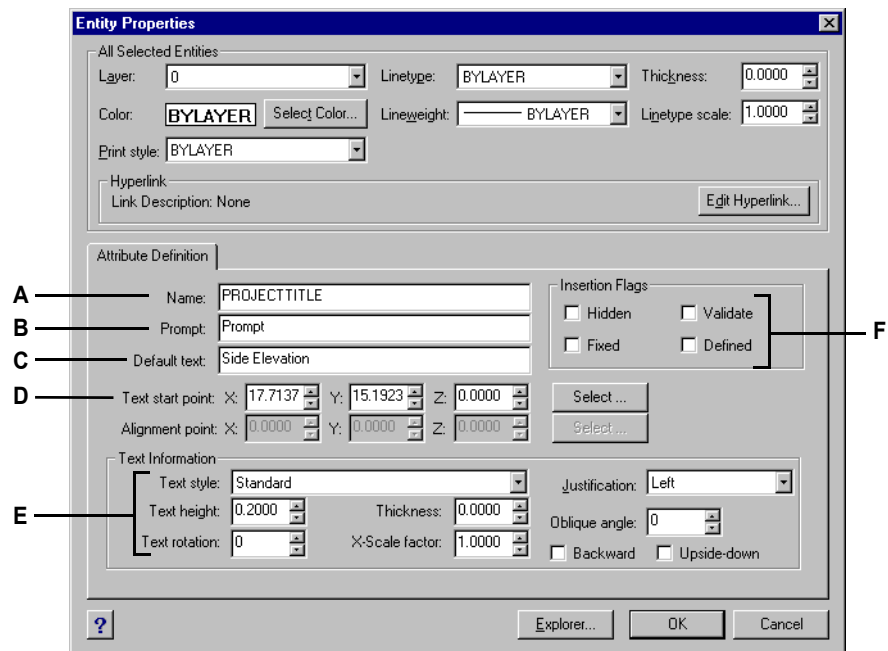 Entity Properties
All Selected Entities
Layer: 0 Linetype: BYLAYER Thickness: 0.0000
Color: BYLAYER Select Color... Lineweight: BYLAYER Linetype scale: 1.0000
Print style: BYLAYER
Hyperlink
Link Description: None Edit Hyperlink...
Attribute Definition
A Name: PROJECTTITLE Insertion Flags
B Prompt: Prompt Hidden Validate F
C Default text: Side Elevation Fixed Defined
D Text start point: X: 17.7137 Y: 15.1923 Z: 0.0000 Select ...
Alignment point: X: 0.0000 Y: 0.0000 Z: 0.0000 Select ...
Text Information
Text style: Standard Justification: Left
E Text height: 0.2000 Thickness: 0.0000 Oblique angle: 0
Text rotation: 0 X-Scale factor: 1.0000 Backward Upside-down
? Explorer... OK Cancel